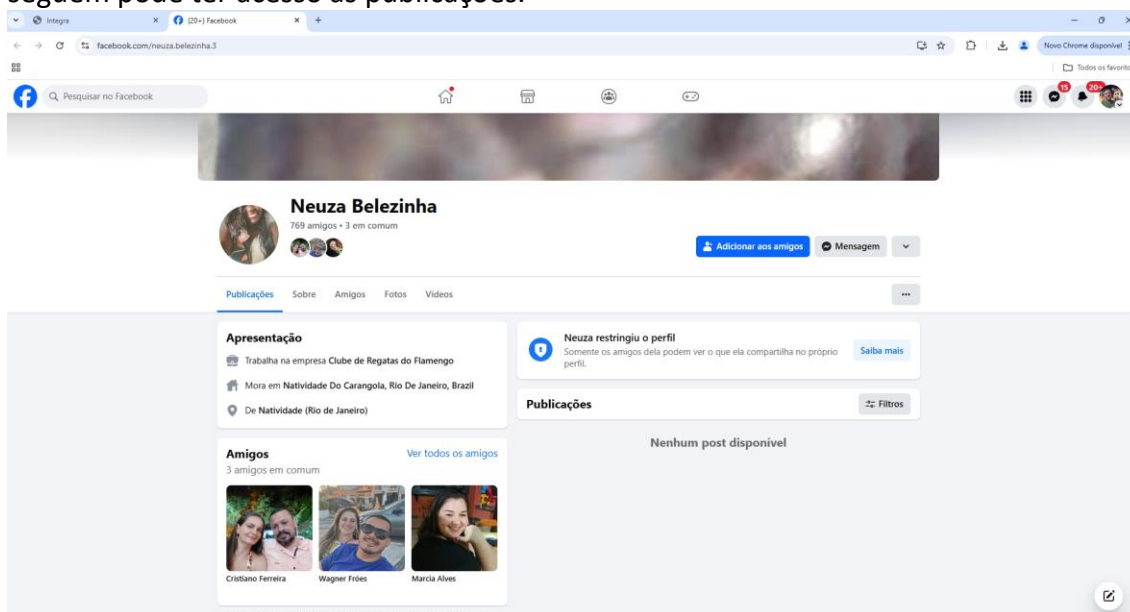 seguem pode ter acesso às publicações.
Integra
(20+) Facebook
facebook.com/neuza.belezinha.3
Novo Chrome disponível
Todos os favorito
Pesquisar no Facebook
15
20+
Neuza Belezinha
769 amigos • 3 em comum
Adicionar aos amigos
Mensagem
Publicações
Sobre
Amigos
Fotos
Vídeos
Apresentação
Trabalha na empresa Clube de Regatas do Flamengo
Mora em Natividade Do Carangola, Rio De Janeiro, Brazil
De Natividade (Rio de Janeiro)
Neuza restringiu o perfil
Somente os amigos dela podem ver o que ela compartilha no próprio
perfil.
Saiba mais
Publicações
Filtros
Nenhum post disponível
Amigos
Ver todos os amigos
3 amigos em comum
Cristiano Ferreira
Wagner Fróes
Marcia Alves